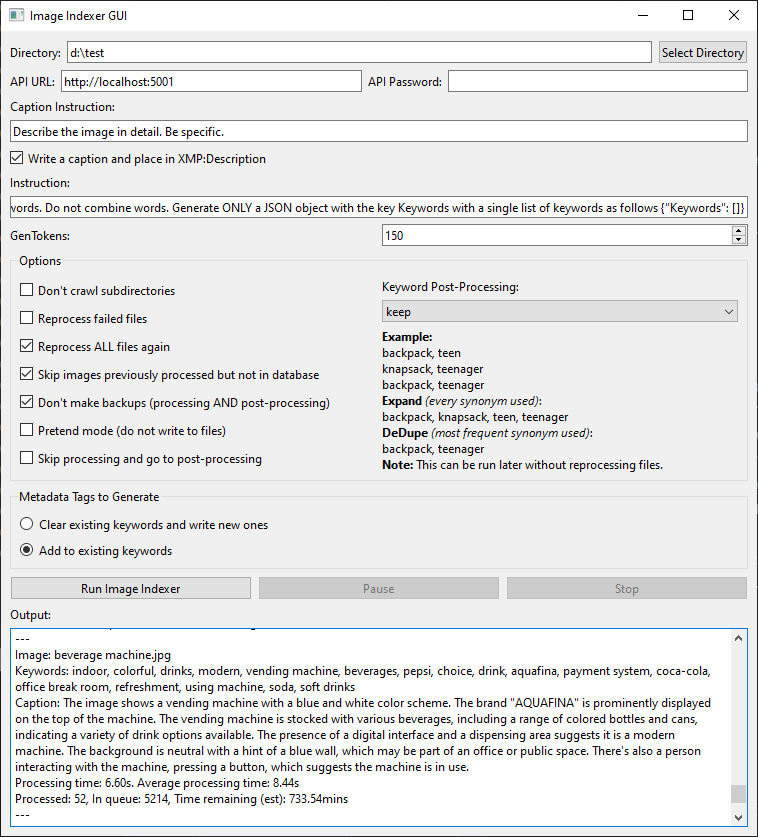 Image Indexer GUI
Directory: d:\test Select Directory
API URL: http://localhost:5001 API Password:
Caption Instruction:
Describe the image in detail. Be specific.
Write a caption and place in XMP:Description
Instruction:
words. Do not combine words. Generate ONLY a JSON object with the key Keywords with a single list of keywords as follows {"Keywords": []}
GenTokens: 150
Options
Don't crawl subdirectories
Reprocess failed files
Reprocess ALL files again
Skip images previously processed but not in database
Don't make backups (processing AND post-processing)
Pretend mode (do not write to files)
Skip processing and go to post-processing
Keyword Post-Processing:
keep
Example:
backpack, teen
knapsack, teenager
backpack, teenager
Expand (every synonym used):
backpack, knapsack, teen, teenager
DeDupe (most frequent synonym used):
backpack, teenager
Note: This can be run later without reprocessing files.
Metadata Tags to Generate
Clear existing keywords and write new ones
Add to existing keywords
Run Image Indexer Pause Stop
Output:
---
Image: beverage machine.jpg
Keywords: indoor, colorful, drinks, modern, vending machine, beverages, pepsi, choice, drink, aquafina, payment system, coca-cola,
office break room, refreshment, using machine, soda, soft drinks
Caption: The image shows a vending machine with a blue and white color scheme. The brand "AQUAFINA" is prominently displayed
on the top of the machine. The vending machine is stocked with various beverages, including a range of colored bottles and cans,
indicating a variety of drink options available. The presence of a digital interface and a dispensing area suggests it is a modern
machine. The background is neutral with a hint of a blue wall, which may be part of an office or public space. There's also a person
interacting with the machine, pressing a button, which suggests the machine is in use.
Processing time: 6.60s. Average processing time: 8.44s
Processed: 52, In queue: 5214, Time remaining (est): 733.54mins
---